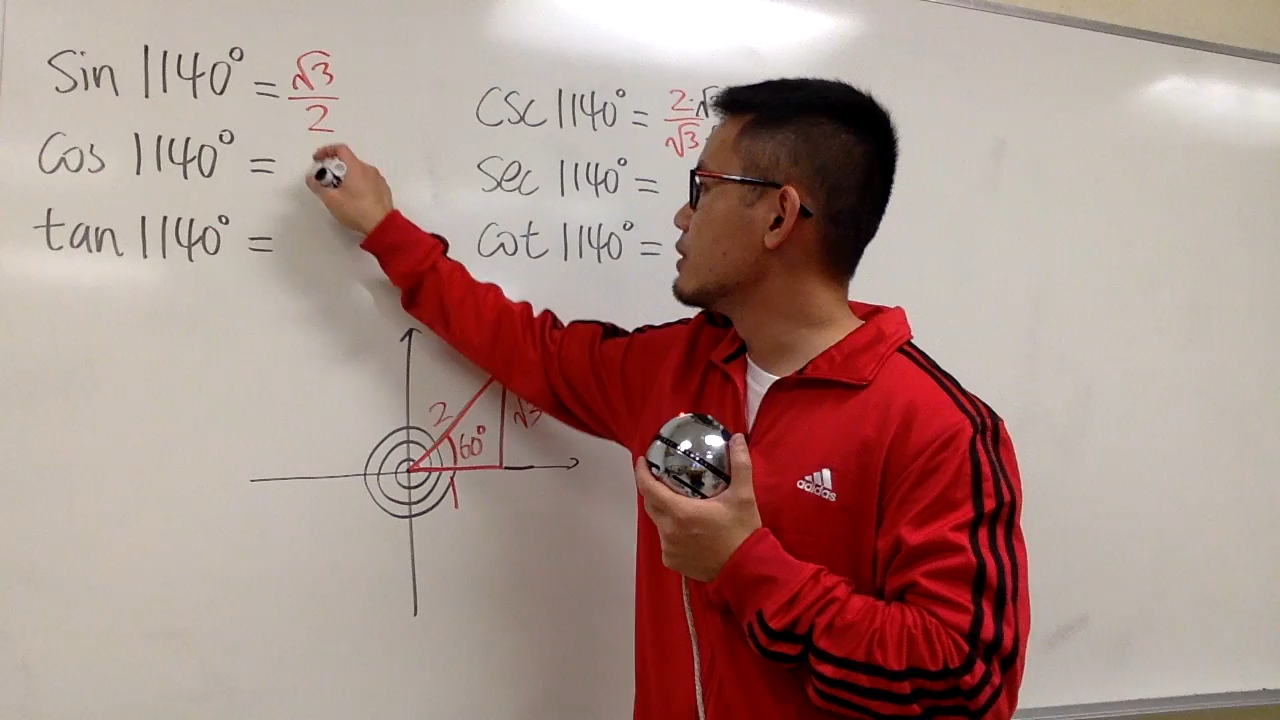 Sin 1140° = √3/2
cos 1140° =
tan 1140° =
csc 1140° = 2·√/√3
sec 1140° =
cot 1140° =
2
60°
√3
1
adidas